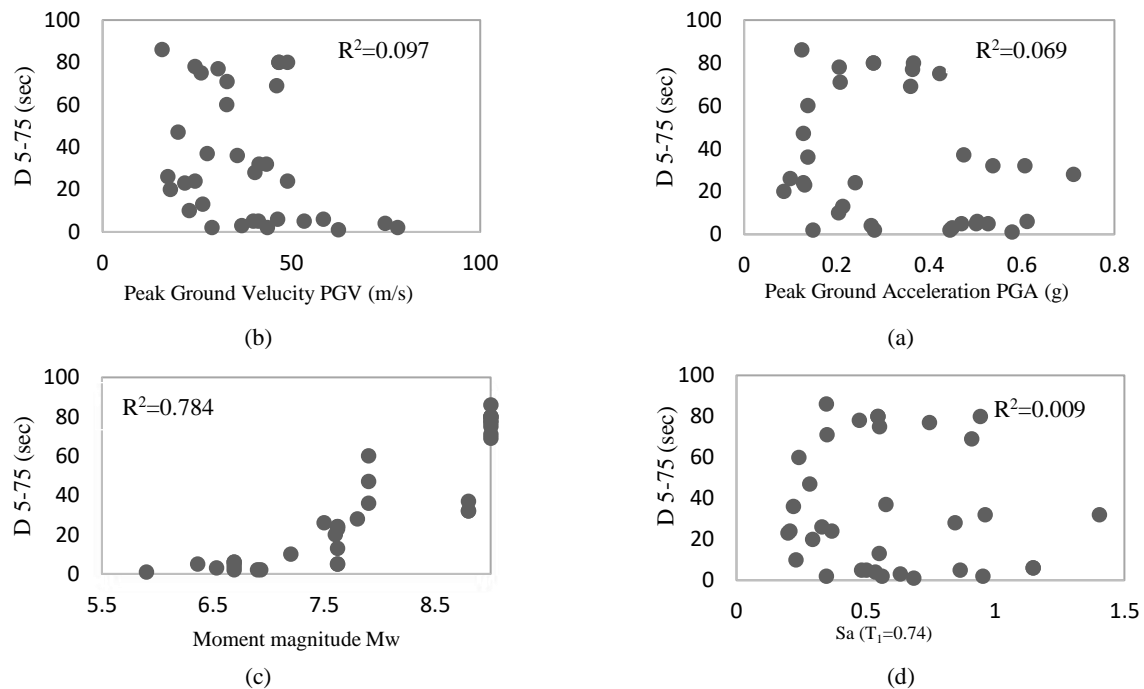 100
80
60
40
20
0
D 5-75 (sec)
R²=0.097
0 50 100
Peak Ground Velucity PGV (m/s)
(b)
100
80
60
40
20
0
D 5-75 (sec)
R²=0.069
0 0.2 0.4 0.6 0.8
Peak Ground Acceleration PGA (g)
(a)
100
80
60
40
20
0
D 5-75 (sec)
R²=0.784
5.5 6.5 7.5 8.5
Moment magnitude Mw
(c)
100
80
60
40
20
0
D 5-75 (sec)
R²=0.009
0 0.5 1 1.5
Sa (T₁=0.74)
(d)